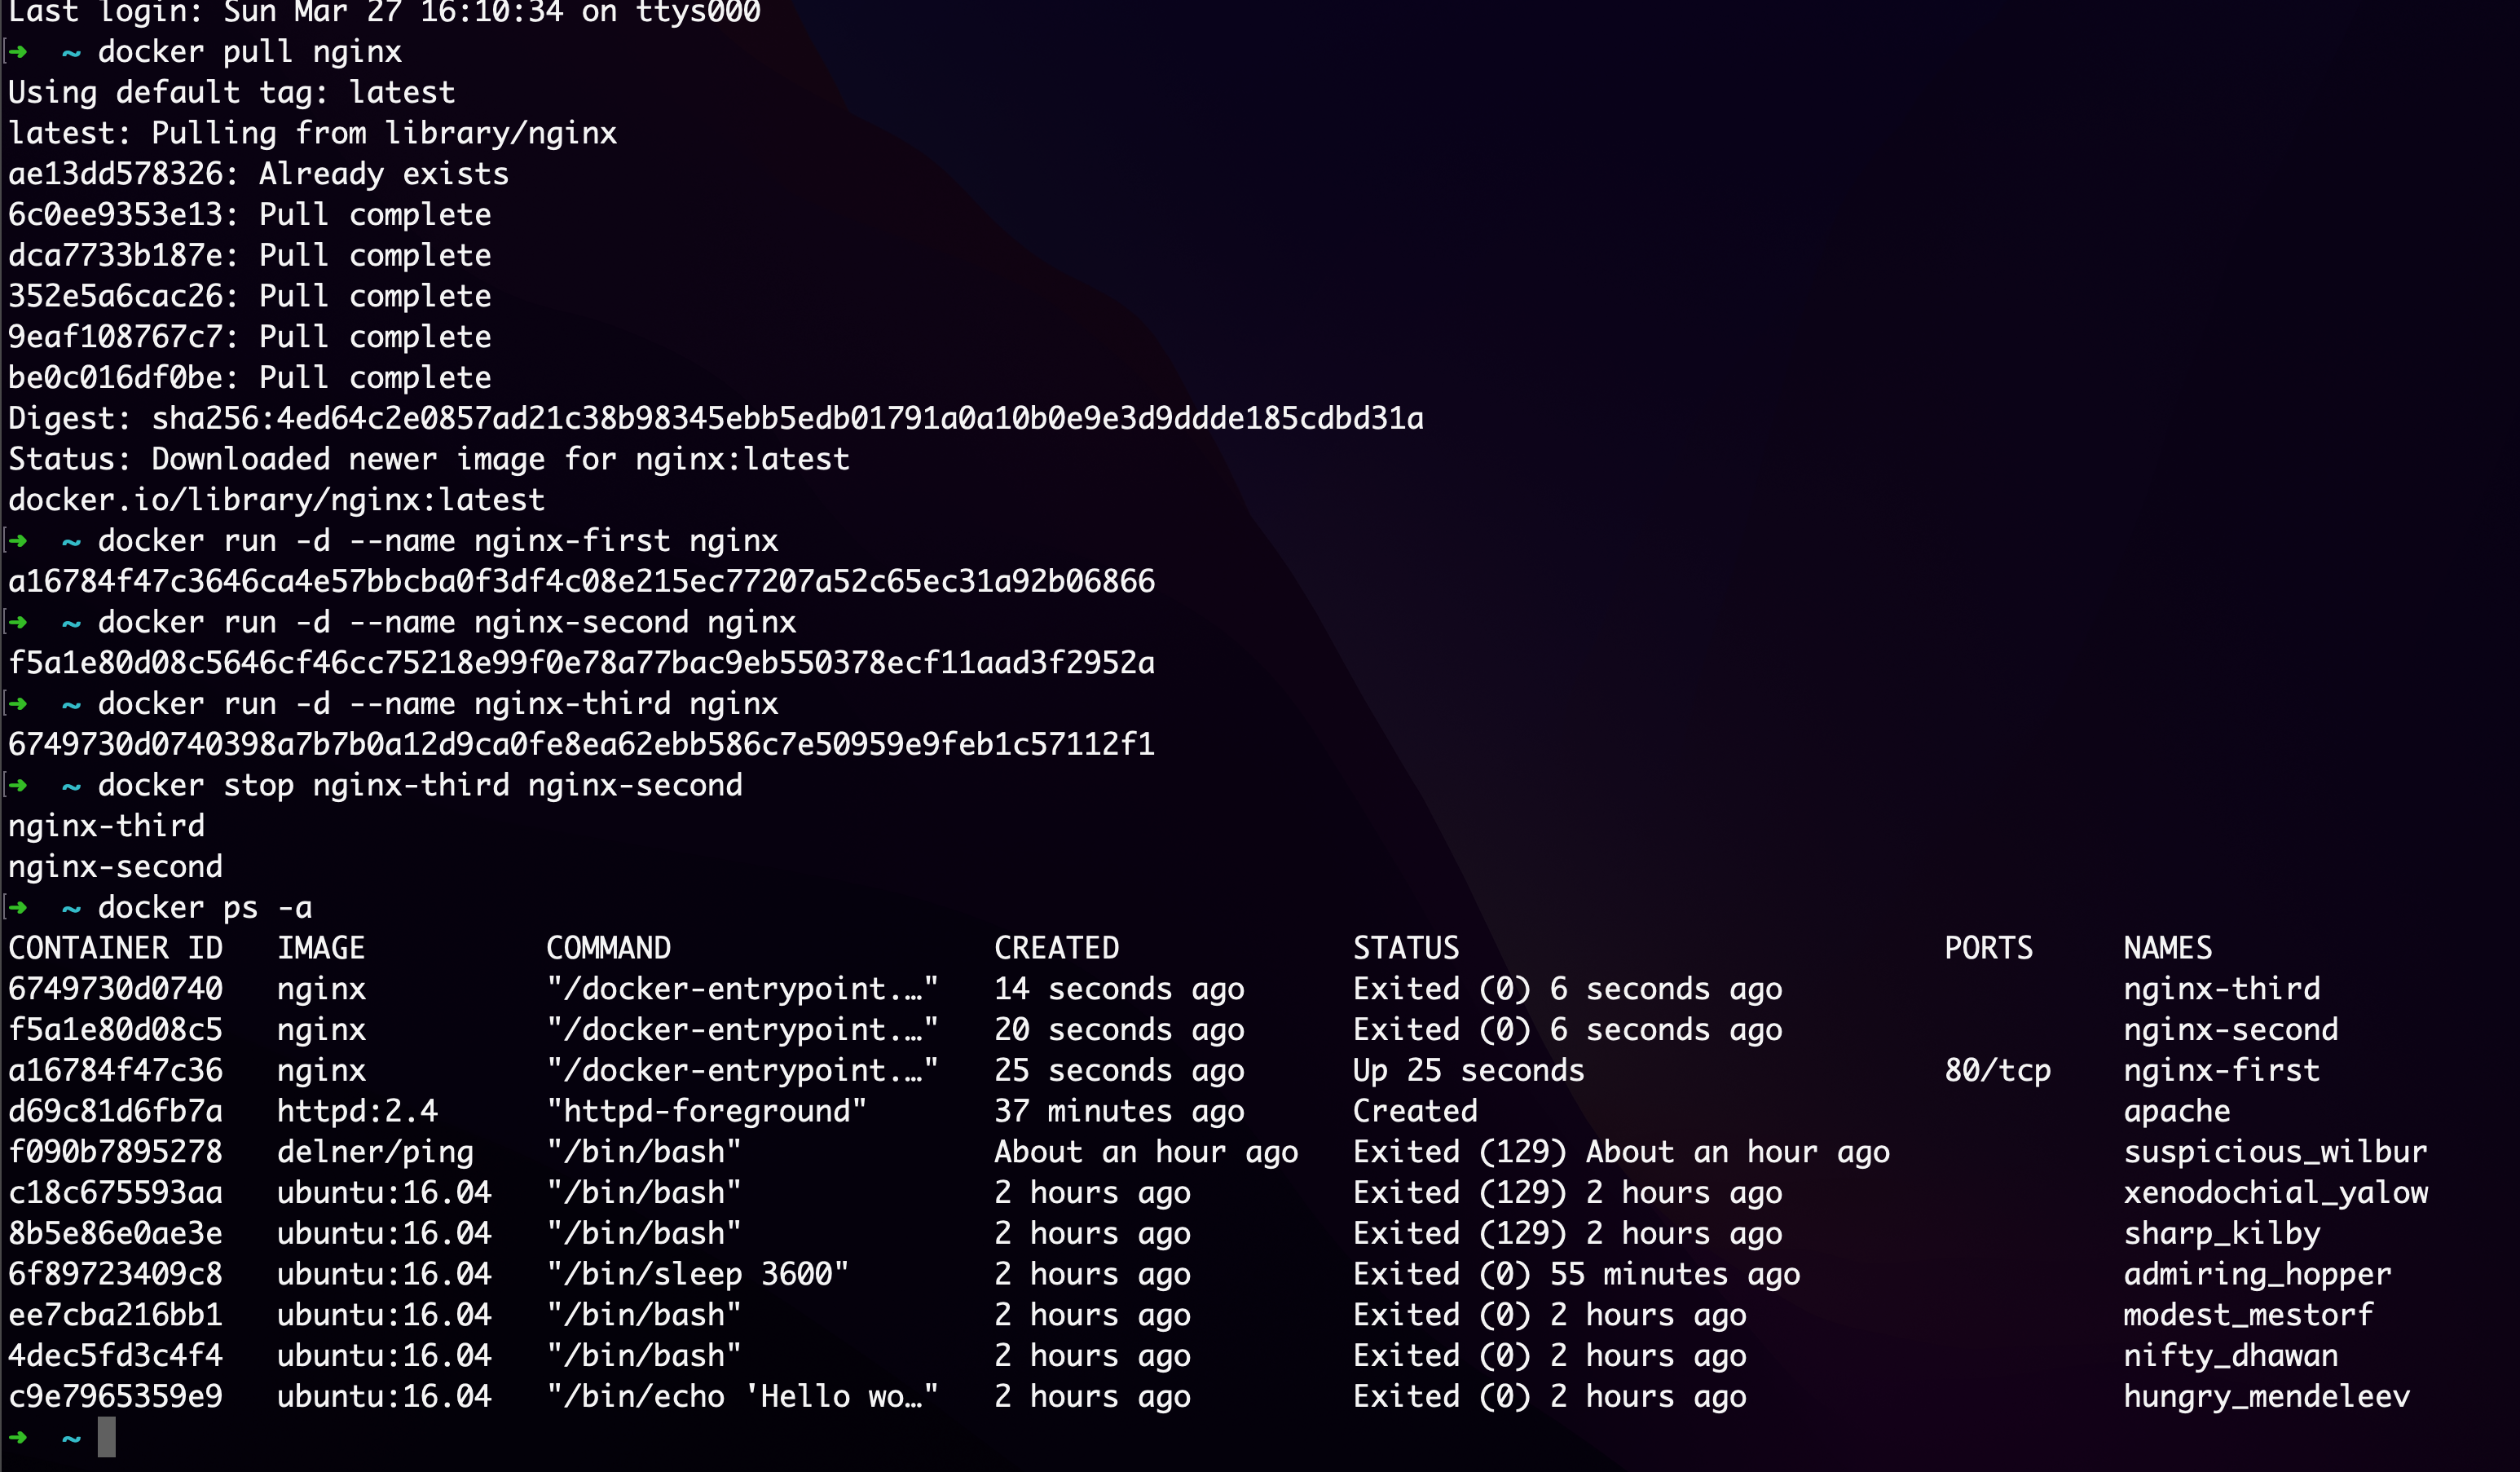 Last login: Sun Mar 27 16:10:34 on ttys000
➜  ~ docker pull nginx
Using default tag: latest
latest: Pulling from library/nginx
ae13dd578326: Already exists
6c0ee9353e13: Pull complete
dca7733b187e: Pull complete
352e5a6cac26: Pull complete
9eaf108767c7: Pull complete
be0c016df0be: Pull complete
Digest: sha256:4ed64c2e0857ad21c38b98345ebb5edb01791a0a10b0e9e3d9ddde185cdbd31a
Status: Downloaded newer image for nginx:latest
docker.io/library/nginx:latest
➜  ~ docker run -d --name nginx-first nginx
a16784f47c3646ca4e57bbcba0f3df4c08e215ec77207a52c65ec31a92b06866
➜  ~ docker run -d --name nginx-second nginx
f5a1e80d08c5646cf46cc75218e99f0e78a77bac9eb550378ecf11aad3f2952a
➜  ~ docker run -d --name nginx-third nginx
6749730d0740398a7b7b0a12d9ca0fe8ea62ebb586c7e50959e9feb1c57112f1
➜  ~ docker stop nginx-third nginx-second
nginx-third
nginx-second
➜  ~ docker ps -a
CONTAINER ID   IMAGE          COMMAND                  CREATED             STATUS                           PORTS     NAMES
6749730d0740   nginx          "/docker-entrypoint.…"   14 seconds ago      Exited (0) 6 seconds ago                   nginx-third
f5a1e80d08c5   nginx          "/docker-entrypoint.…"   20 seconds ago      Exited (0) 6 seconds ago                   nginx-second
a16784f47c36   nginx          "/docker-entrypoint.…"   25 seconds ago      Up 25 seconds                    80/tcp    nginx-first
d69c81d6fb7a   httpd:2.4      "httpd-foreground"       37 minutes ago      Created                                    apache
f090b7895278   delner/ping    "/bin/bash"              About an hour ago   Exited (129) About an hour ago             suspicious_wilbur
c18c675593aa   ubuntu:16.04   "/bin/bash"              2 hours ago         Exited (129) 2 hours ago                   xenodochial_yalow
8b5e86e0ae3e   ubuntu:16.04   "/bin/bash"              2 hours ago         Exited (129) 2 hours ago                   sharp_kilby
6f89723409c8   ubuntu:16.04   "/bin/sleep 3600"        2 hours ago         Exited (0) 55 minutes ago                  admiring_hopper
ee7cba216bb1   ubuntu:16.04   "/bin/bash"              2 hours ago         Exited (0) 2 hours ago                     modest_mestorf
4dec5fd3c4f4   ubuntu:16.04   "/bin/bash"              2 hours ago         Exited (0) 2 hours ago                     nifty_dhawan
c9e7965359e9   ubuntu:16.04   "/bin/echo 'Hello wo…"   2 hours ago         Exited (0) 2 hours ago                     hungry_mendeleev
➜  ~